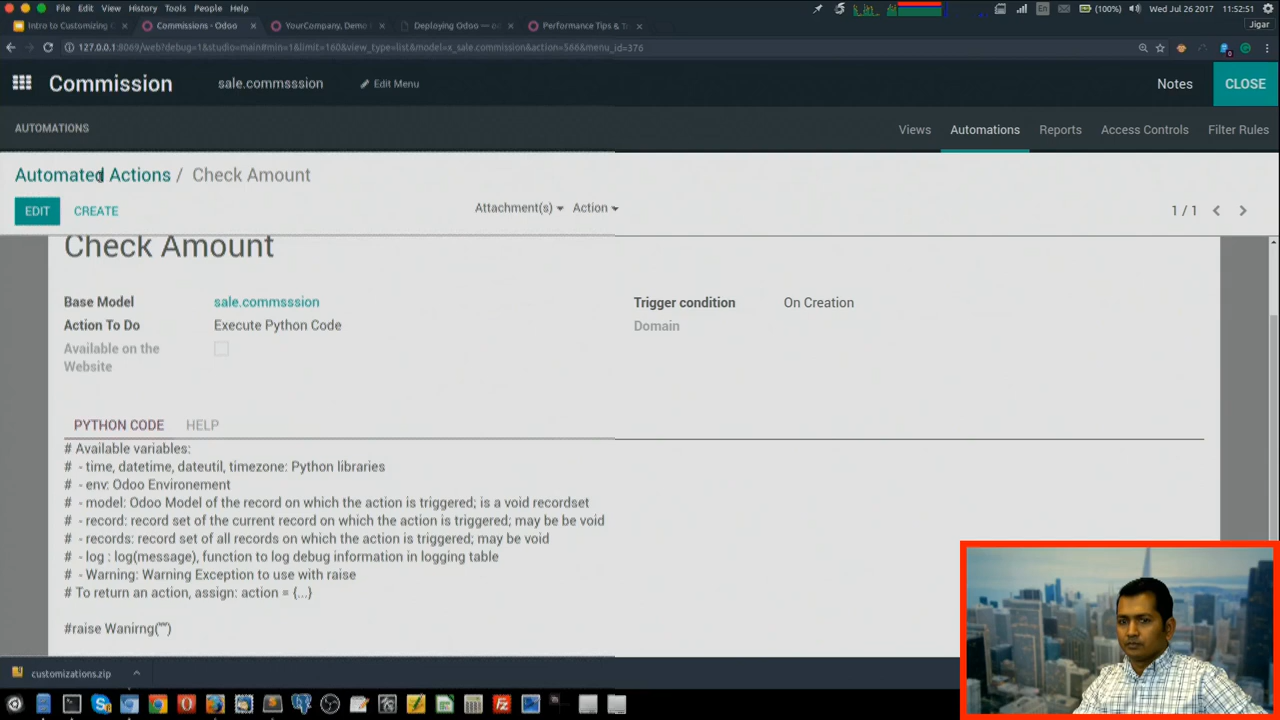 File Edit View History Tools People Help
(100%) Wed Jul 26 2017 11:52:51
Intro to Customizing Commissions - Odoo YourCompany, Demo Deploying Odoo — Performance Tips & T Jigar
127.0.0.1:8069/web?debug=1&studio=main#min=1&limit=160&view_type=list&model=x_sale.commission&action=566&menu_id=376
Commission sale.commsssion Edit Menu Notes CLOSE
AUTOMATIONS Views Automations Reports Access Controls Filter Rules
Automated Actions / Check Amount
EDIT CREATE Attachment(s) Action 1 / 1
Check Amount
Base Model sale.commsssion Trigger condition On Creation
Action To Do Execute Python Code Domain
Available on the
Website
PYTHON CODE HELP
# Available variables:
# - time, datetime, dateutil, timezone: Python libraries
# - env: Odoo Environement
# - model: Odoo Model of the record on which the action is triggered; is a void recordset
# - record: record set of the current record on which the action is triggered; may be be void
# - records: record set of all records on which the action is triggered; may be void
# - log : log(message), function to log debug information in logging table
# - Warning: Warning Exception to use with raise
# To return an action, assign: action = {...}
#raise Wanirng("")
customizations.zip